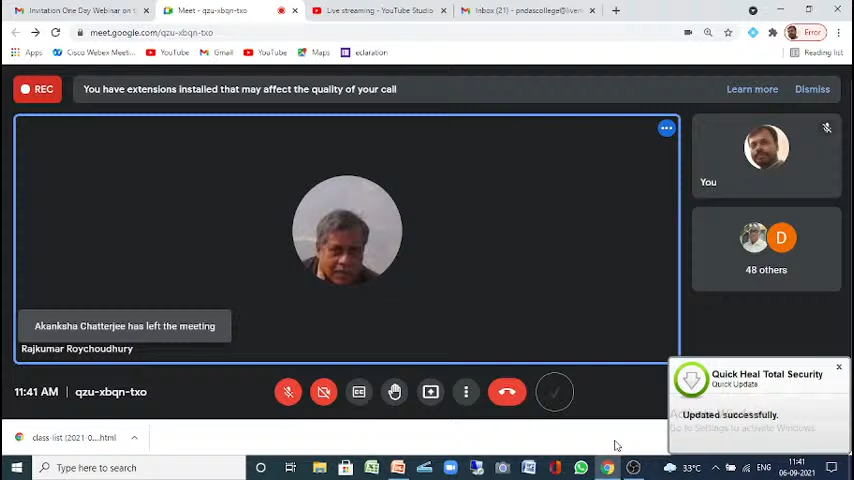 Invitation One Day Webinar on t
Meet - qzu-xbqn-txo
Live streaming - YouTube Studio
Inbox (21) - pndascollege@live
meet.google.com/qzu-xbqn-txo
Error
Apps
Cisco Webex Meet...
YouTube
Gmail
YouTube
Maps
eclaration
Reading list
REC
You have extensions installed that may affect the quality of your call
Learn more
Dismiss
You
D
48 others
Akanksha Chatterjee has left the meeting
Rajkumar Roychoudhury
11:41 AM
qzu-xbqn-txo
Quick Heal Total Security
Quick Update
Updated successfully.
Go to Settings to activate Windows.
class-list (2021-0....html
Type here to search
33°C
ENG
11:41
06-09-2021